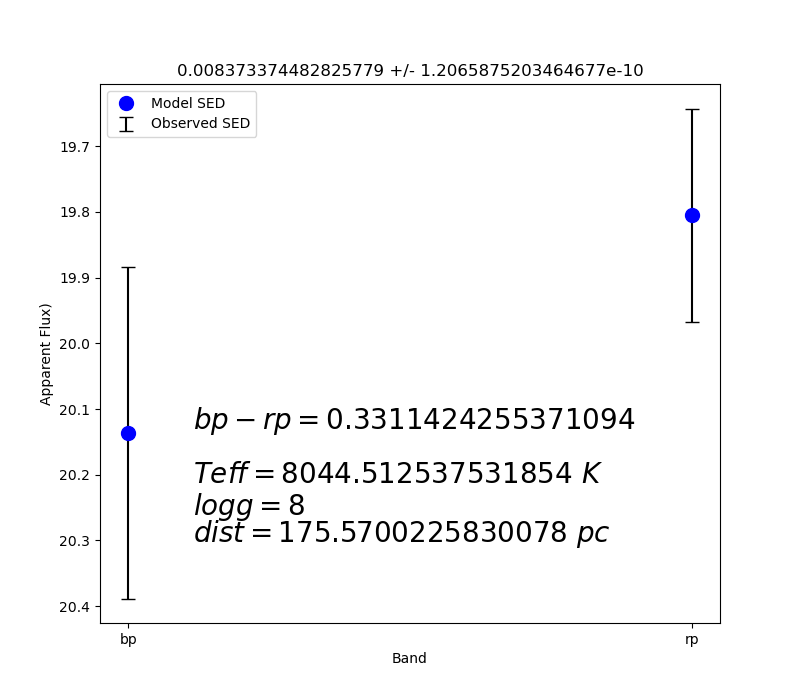 0.008373374482825779 +/- 1.2065875203464677e-10
Model SED
Observed SED
19.7
19.8
19.9
20.0
20.1
20.2
20.3
20.4
Apparent Flux)
bp − rp = 0.3311424255371094
Teff = 8044.512537531854 K
logg = 8
dist = 175.5700225830078 pc
bp
rp
Band